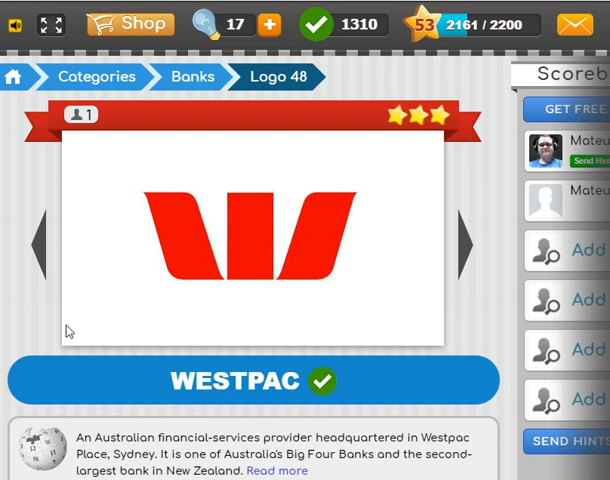 Shop
17
1310
53
2161 / 2200
Categories
Banks
Logo 48
Scoreb
1
GET FREE
Mateu
Send Hin
Mateu
Add
Add
Add
Add
WESTPAC
SEND HINTS
An Australian financial-services provider headquartered in Westpac
Place, Sydney. It is one of Australia's Big Four Banks and the second-
largest bank in New Zealand. Read more